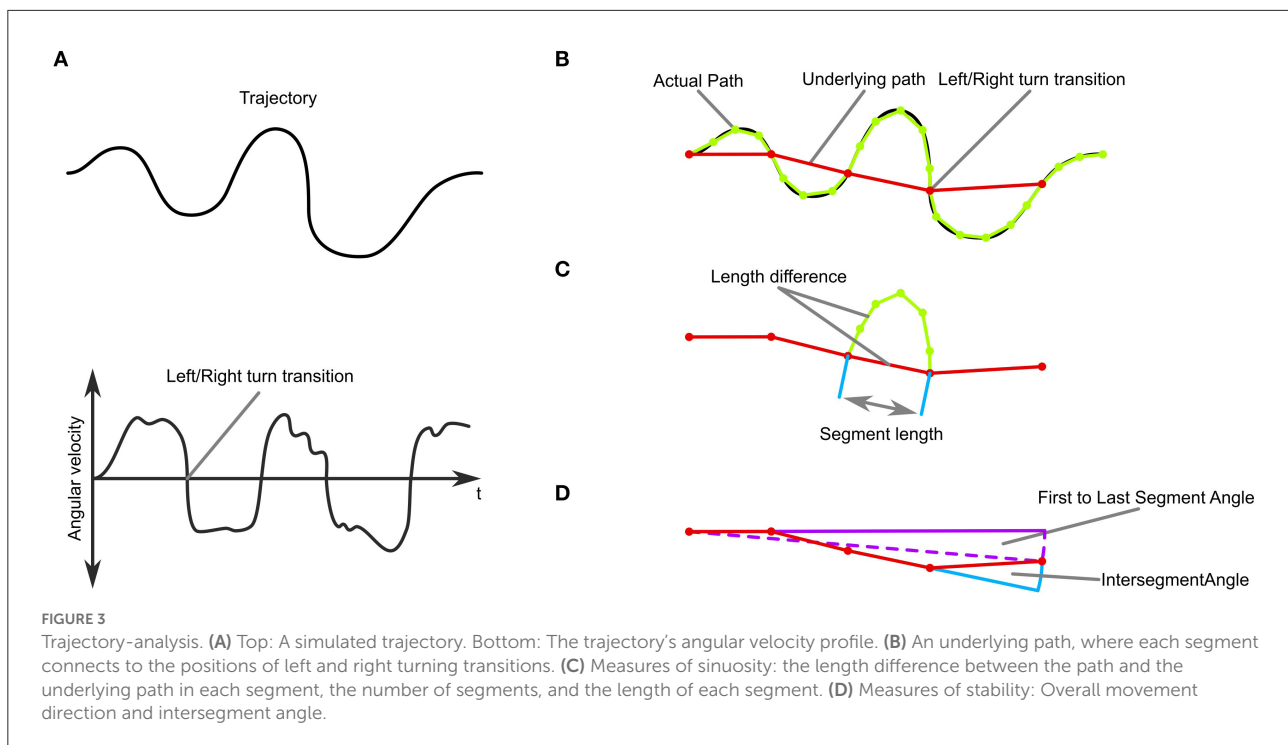 A
Trajectory
Left/Right turn transition
Angular velocity
t
B
Actual Path
Underlying path
Left/Right turn transition
C
Length difference
Segment length
D
First to Last Segment Angle
IntersegmentAngle
FIGURE 3
Trajectory-analysis. (A) Top: A simulated trajectory. Bottom: The trajectory's angular velocity profile. (B) An underlying path, where each segment
connects to the positions of left and right turning transitions. (C) Measures of sinuosity: the length difference between the path and the
underlying path in each segment, the number of segments, and the length of each segment. (D) Measures of stability: Overall movement
direction and intersegment angle.